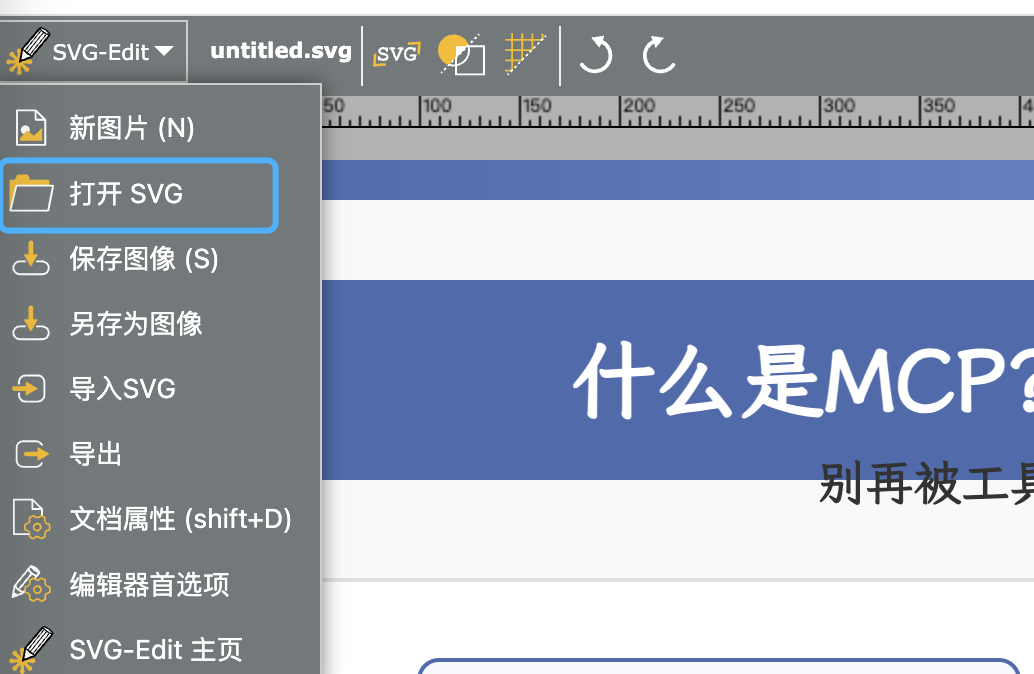 SVG-Edit untitled.svg SVG
50 100 150 200 250 300 350 4
新图片 (N)
打开 SVG
保存图像 (S)
另存为图像
导入SVG
导出
文档属性 (shift+D)
编辑器首选项
SVG-Edit 主页
什么是MCP?
别再被工具